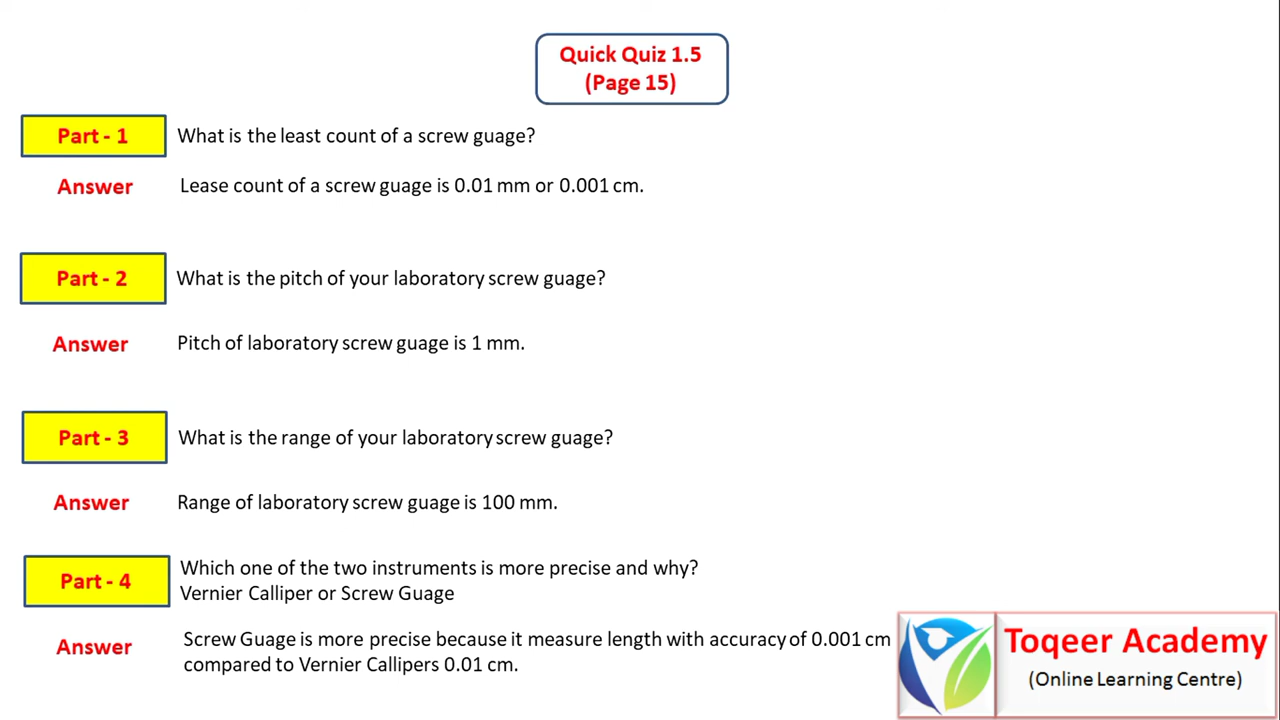 Quick Quiz 1.5
(Page 15)
Part - 1
What is the least count of a screw guage?
Answer
Lease count of a screw guage is 0.01 mm or 0.001 cm.
Part - 2
What is the pitch of your laboratory screw guage?
Answer
Pitch of laboratory screw guage is 1 mm.
Part - 3
What is the range of your laboratory screw guage?
Answer
Range of laboratory screw guage is 100 mm.
Part - 4
Which one of the two instruments is more precise and why?
Vernier Calliper or Screw Guage
Answer
Screw Guage is more precise because it measure length with accuracy of 0.001 cm
compared to Vernier Callipers 0.01 cm.
Toqeer Academy
(Online Learning Centre)